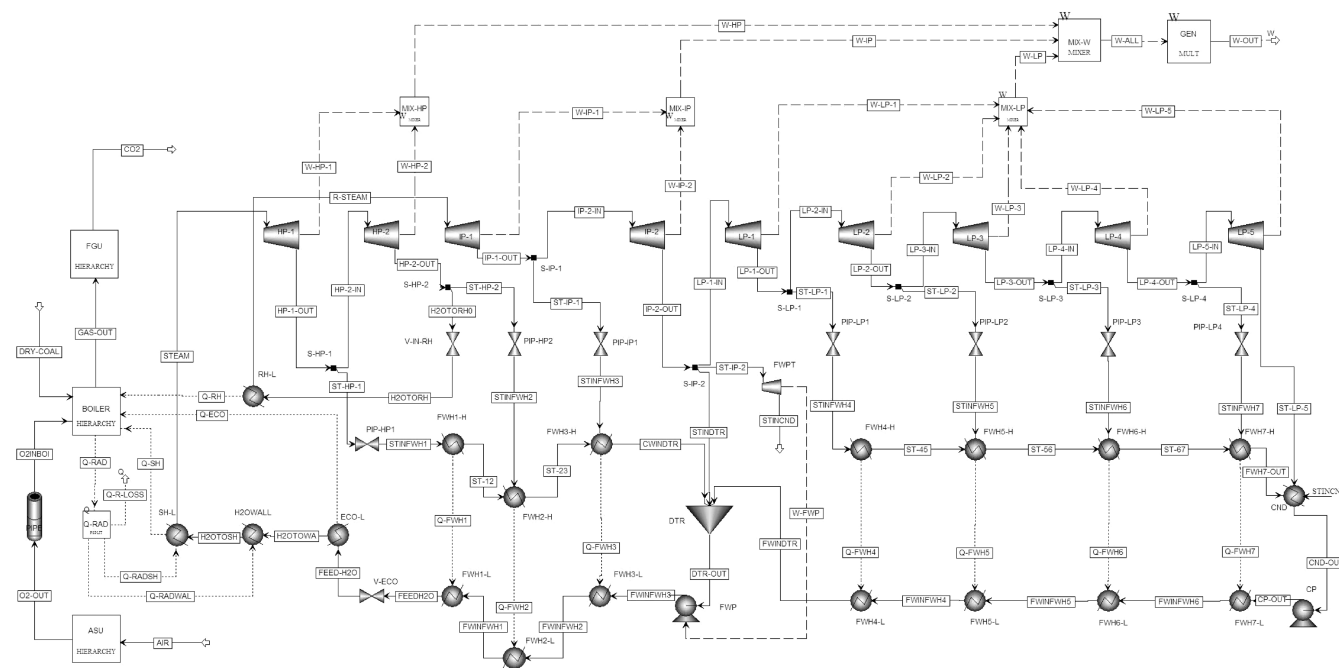 W-HP
W
W
W-ALL
GEN
W-OUT
W
MIX-W
MIXER
MULT
W-IP
W-LP
MIX-HP
W
MIXER
W-IP-1
MIX-IP
W
MIXER
W-LP-1
W
MIX-LP
MIXER
W-LP-5
CO2
W-HP-1
W-HP-2
R-STEAM
W-IP-2
W-LP-2
W-LP-3
W-LP-4
IP-2-IN
LP-2-IN
HP-1
HP-2
IP-1
IP-2
LP-1
LP-2
LP-3
LP-4
LP-5
FGU
HIERARCHY
HP-2-IN
HP-2-OUT
IP-1-OUT
S-IP-1
LP-1-IN
LP-1-OUT
LP-3-IN
LP-4-IN
LP-5-IN
S-HP-2
ST-HP-2
LP-2-OUT
LP-3-OUT
LP-4-OUT
HP-1-OUT
H2OTORH0
ST-IP-1
IP-2-OUT
S-LP-1
ST-LP-1
S-LP-2
ST-LP-2
S-LP-3
ST-LP-3
S-LP-4
ST-LP-4
DRY-COAL
GAS-OUT
STEAM
V-IN-RH
PIP-HP2
PIP-IP1
PIP-LP1
PIP-LP2
PIP-LP3
PIP-LP4
S-HP-1
S-IP-2
ST-IP-2
FWPT
RH-L
ST-HP-1
STINFWH3
BOILER
HIERARCHY
Q-RH
H2OTORH
STINFWH2
STINDTR
STINCND
STINFWH4
STINFWH5
STINFWH6
STINFWH7
ST-LP-5
Q-ECO
PIP-HP1
FWH1-H
STINFWH1
FWH3-H
CWINDTR
FWH4-H
FWH5-H
FWH6-H
FWH7-H
O2INBOI
Q-RAD
Q-SH
ST-12
ST-23
ST-45
ST-56
ST-67
FWH7-OUT
Q
Q-R-LOSS
FWH2-H
W-FWP
STINCN
CND
PIPE
Q
Q-RAD
SH-L
H2OWALL
ECO-L
DTR
H2OTOSH
H2OTOWA
Q-FWH1
Q-FWH3
FWINDTR
Q-FWH4
Q-FWH5
Q-FWH6
Q-FWH7
CND-OU
Q-RADSH
FEED-H2O
V-ECO
FWH1-L
FWH3-L
DTR-OUT
O2-OUT
Q-RADWAL
FEEDH2O
Q-FWH2
FWINFWH3
FWP
FWINFWH4
FWINFWH5
FWINFWH6
CP-OUT
CP
FWINFWH1
FWINFWH2
FWH4-L
FWH5-L
FWH6-L
FWH7-L
ASU
HIERARCHY
AIR
FWH2-L